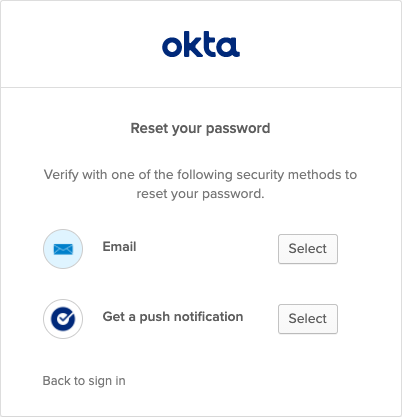 okta
Reset your password
Verify with one of the following security methods to
reset your password.
Email
Select
Get a push notification
Select
Back to sign in